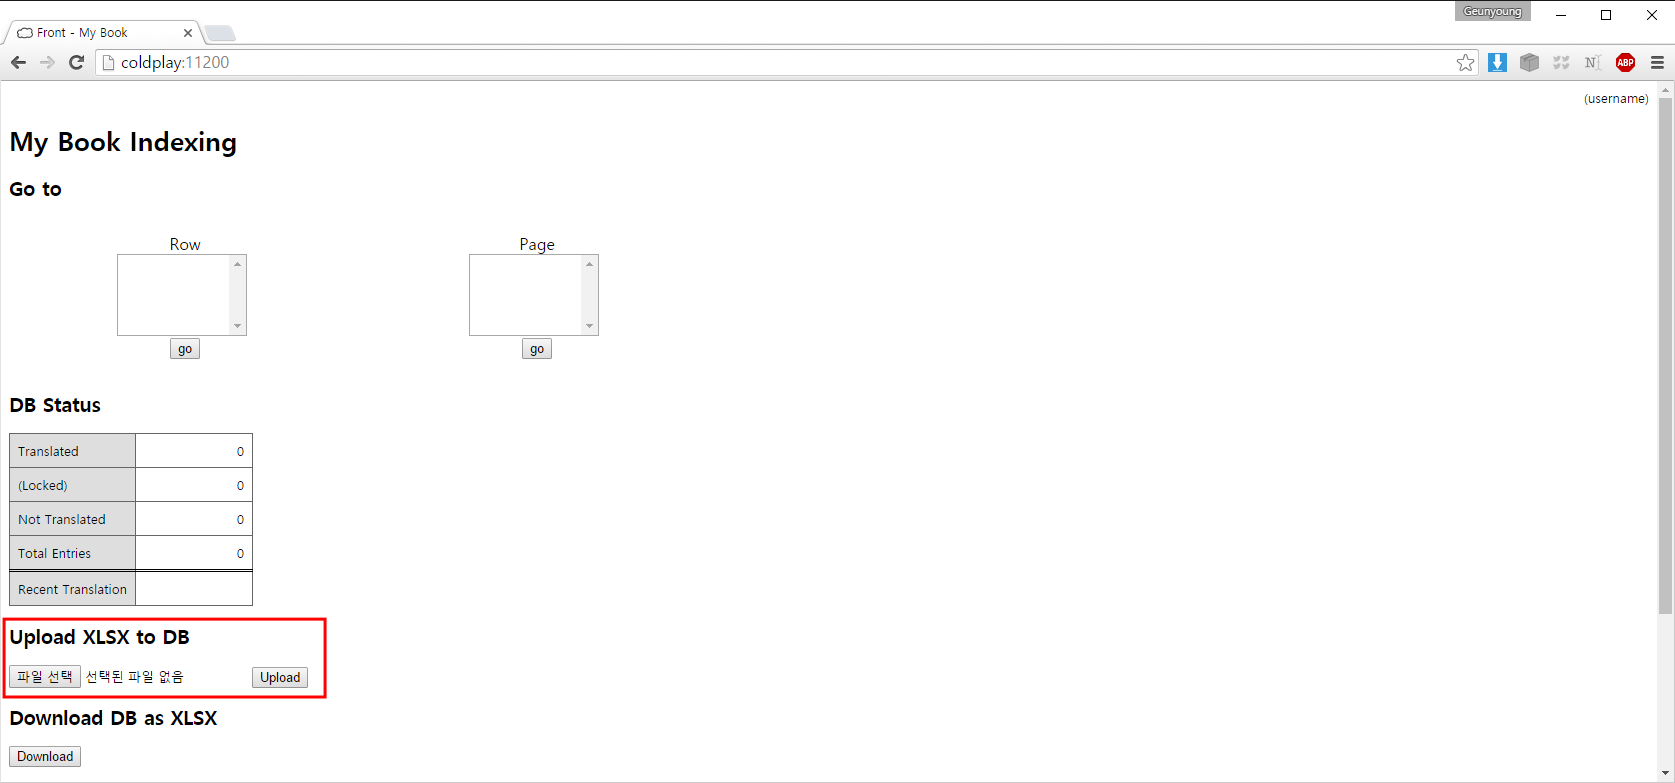 Geunyoung
Front - My Book
coldplay:11200
N
ABP
(username)
My Book Indexing
Go to
Row
Page
go
go
DB Status
Translated 0
(Locked) 0
Not Translated 0
Total Entries 0
Recent Translation
Upload XLSX to DB
파일 선택 선택된 파일 없음 Upload
Download DB as XLSX
Download